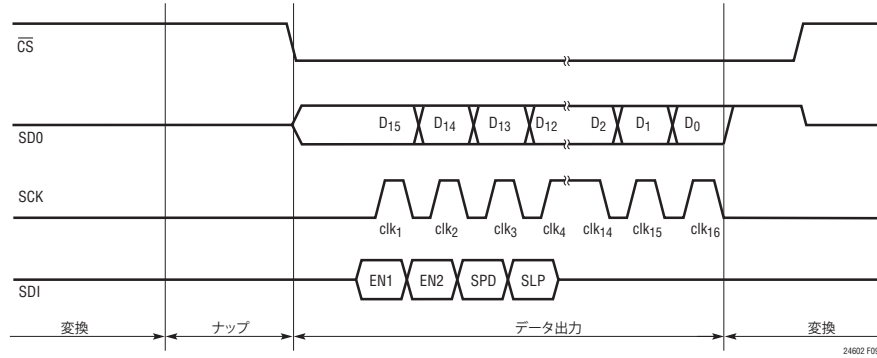 CS
SD0
D15 D14 D13 D12 D2 D1 D0
SCK
clk1 clk2 clk3 clk4 clk14 clk15 clk16
SDI
EN1 EN2 SPD SLP
変換 ナップ データ出力 変換
24602 F09